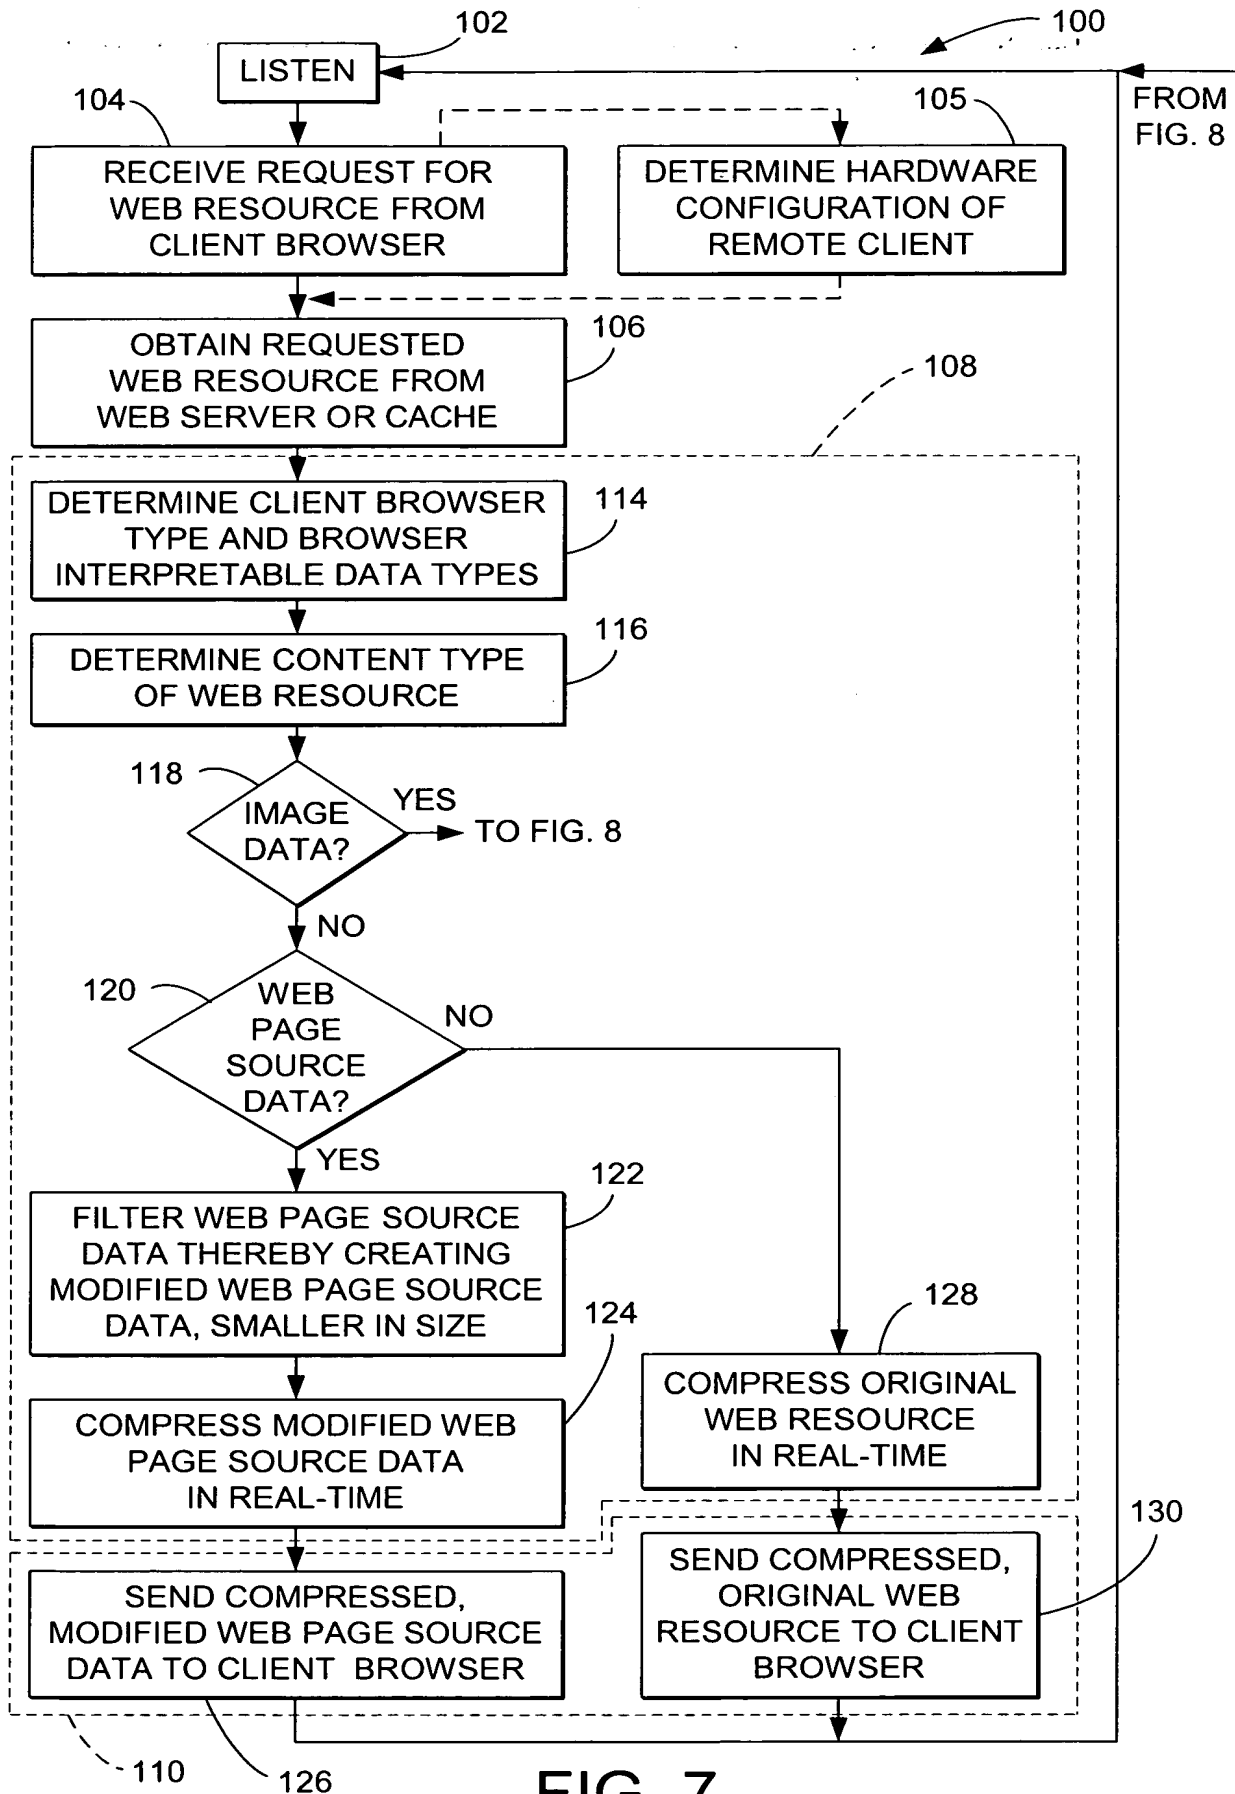 102
100
LISTEN
FROM
FIG. 8
104
105
RECEIVE REQUEST FOR
WEB RESOURCE FROM
CLIENT BROWSER
DETERMINE HARDWARE
CONFIGURATION OF
REMOTE CLIENT
106
OBTAIN REQUESTED
WEB RESOURCE FROM
WEB SERVER OR CACHE
108
DETERMINE CLIENT BROWSER
TYPE AND BROWSER
INTERPRETABLE DATA TYPES
114
116
DETERMINE CONTENT TYPE
OF WEB RESOURCE
118
IMAGE
DATA?
YES
TO FIG. 8
NO
120
WEB
PAGE
SOURCE
DATA?
NO
YES
122
FILTER WEB PAGE SOURCE
DATA THEREBY CREATING
MODIFIED WEB PAGE SOURCE
DATA, SMALLER IN SIZE
124
128
COMPRESS MODIFIED WEB
PAGE SOURCE DATA
IN REAL-TIME
COMPRESS ORIGINAL
WEB RESOURCE
IN REAL-TIME
130
SEND COMPRESSED,
MODIFIED WEB PAGE SOURCE
DATA TO CLIENT BROWSER
SEND COMPRESSED,
ORIGINAL WEB
RESOURCE TO CLIENT
BROWSER
110
126
FIG. 7